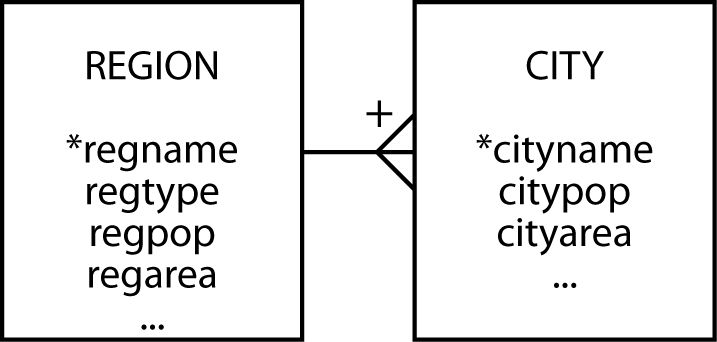 REGION
*regname
regtype
regpop
regarea
...
+
CITY
*cityname
citypop
cityarea
...